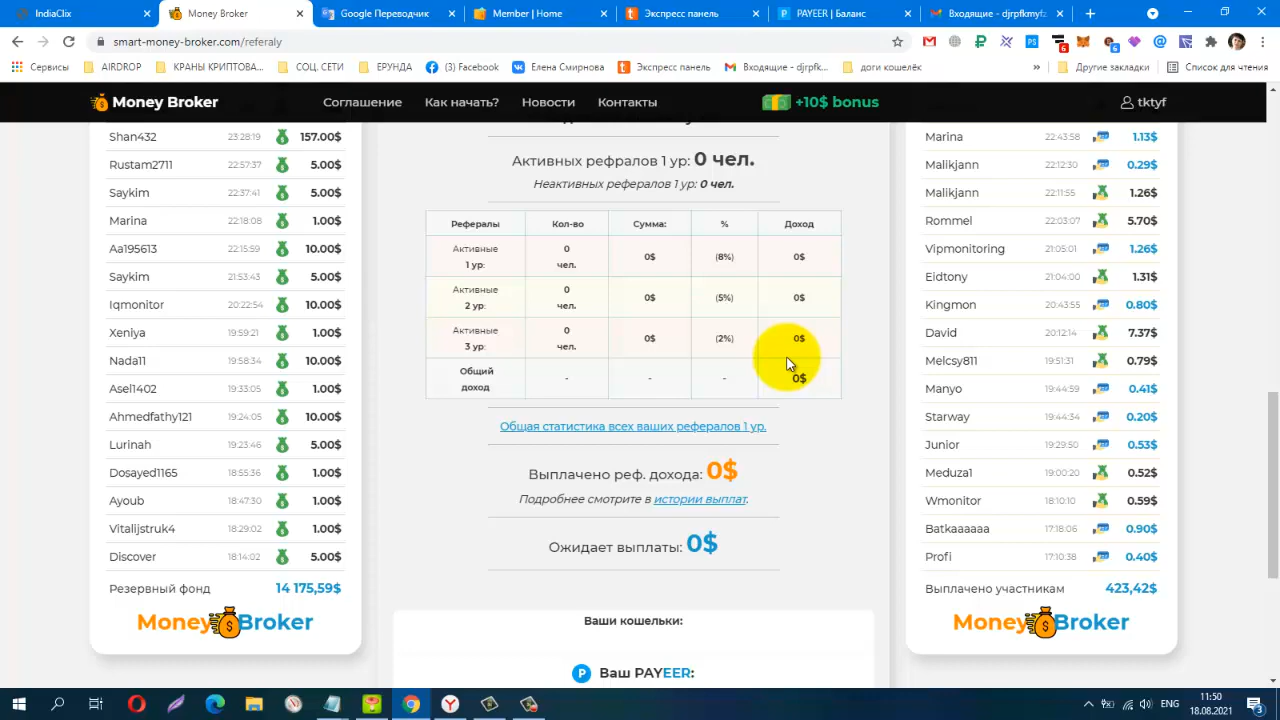 IndiaClix
Money Broker
Google Переводчик
Member | Home
Экспресс панель
PAYEER | Баланс
Входящие - djrpfkmyfz
smart-money-broker.com/referaly
Сервисы
AIRDROP
КРАНЫ КРИПТОВА...
СОЦ. СЕТИ
ЕРУНДА
(3) Facebook
Елена Смирнова
Экспресс панель
Входящие - djrpfk...
доги кошелёк
»
Другие закладки
Список для чтения
Money Broker
Соглашение
Как начать?
Новости
Контакты
+10$ bonus
tktyf
Shan432 23:28:19 157.00$
Rustam2711 22:57:37 5.00$
Saykim 22:37:41 5.00$
Marina 22:18:08 1.00$
Aa195613 22:15:59 10.00$
Saykim 21:53:43 5.00$
Iqmonitor 20:22:54 10.00$
Xeniya 19:59:21 1.00$
Nada11 19:58:34 10.00$
Asel1402 19:33:05 1.00$
Ahmedfathy121 19:24:05 10.00$
Lurinah 19:23:46 5.00$
Dosayed1165 18:55:36 1.00$
Ayoub 18:47:30 1.00$
Vitalijstruk4 18:29:02 1.00$
Discover 18:14:02 5.00$
Резервный фонд 14 175,59$
Money $ Broker
Активных рефралов 1 ур: 0 чел.
Неактивных рефералов 1 ур: 0 чел.
Рефералы Кол-во Сумма: % Доход
Активные 1 ур: 0 чел. 0$ (8%) 0$
Активные 2 ур: 0 чел. 0$ (5%) 0$
Активные 3 ур: 0 чел. 0$ (2%) 0$
Общий доход - - - 0$
Общая статистика всех ваших рефералов 1 ур.
Выплачено реф. дохода: 0$
Подробнее смотрите в истории выплат.
Ожидает выплаты: 0$
Ваши кошельки:
Ваш PAYEER:
Marina 22:43:58 1.13$
Malikjann 22:12:30 0.29$
Malikjann 22:11:55 1.26$
Rommel 22:03:07 5.70$
Vipmonitoring 21:05:01 1.26$
Eidtony 21:04:00 1.31$
Kingmon 20:43:55 0.80$
David 20:12:14 7.37$
Melcsy811 19:51:31 0.79$
Manyo 19:44:59 0.41$
Starway 19:44:34 0.20$
Junior 19:29:50 0.53$
Meduza1 19:00:20 0.52$
Wmonitor 18:10:10 0.59$
Batkaaaaaa 17:18:06 0.90$
Profi 17:10:38 0.40$
Выплачено участникам 423,42$
Money $ Broker
ENG
11:50
18.08.2021